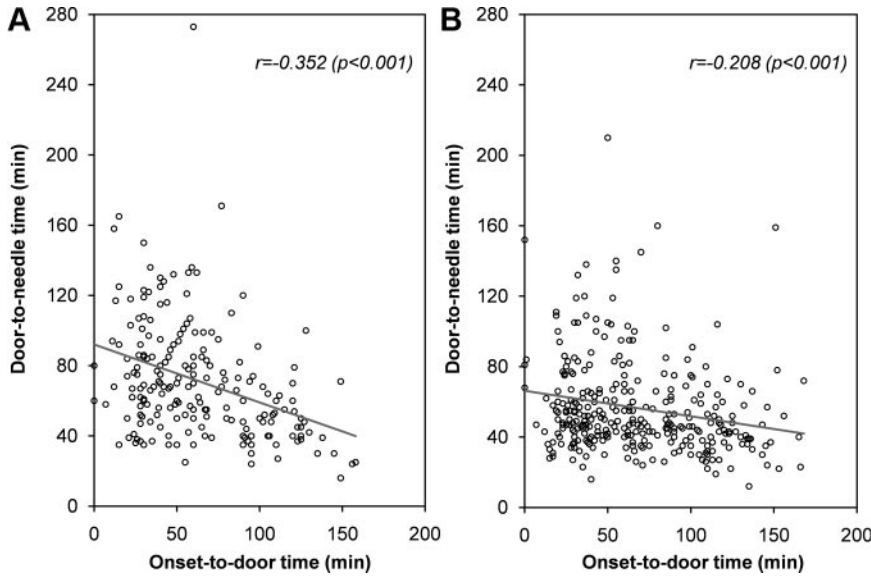 A
r=-0.352 (p<0.001)
Door-to-needle time (min)
280
240
200
160
120
80
40
0
0 50 100 150 200
Onset-to-door time (min)
B
r=-0.208 (p<0.001)
Door-to-needle time (min)
280
240
200
160
120
80
40
0
0 50 100 150 200
Onset-to-door time (min)